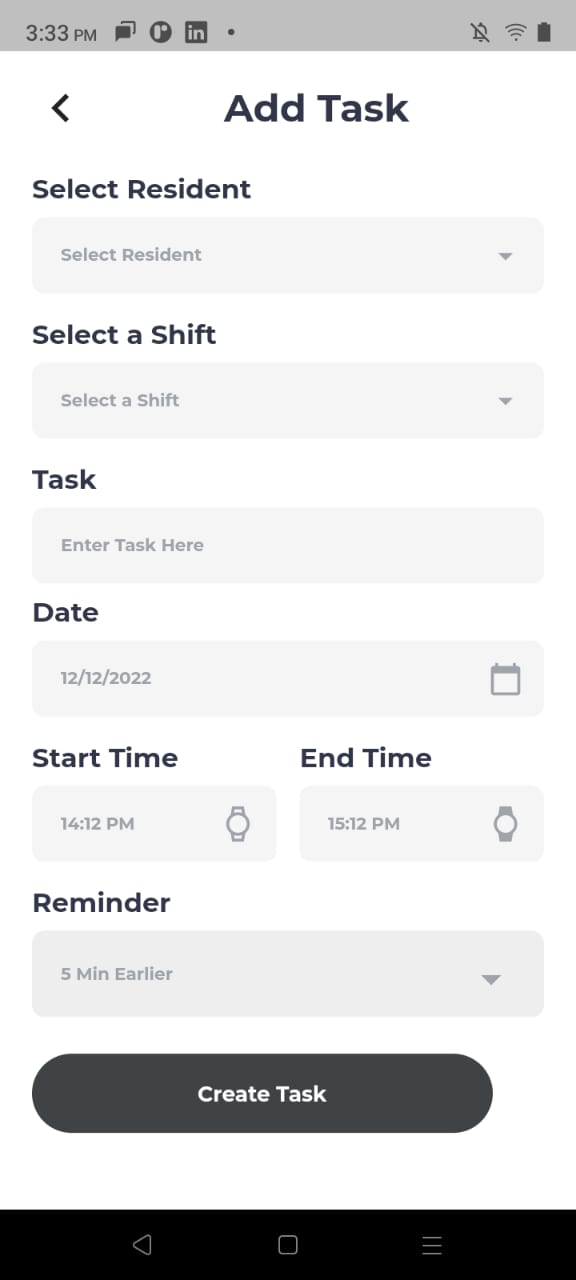 3:33 PM
Add Task
Select Resident
Select Resident
Select a Shift
Select a Shift
Task
Enter Task Here
Date
12/12/2022
Start Time End Time
14:12 PM 15:12 PM
Reminder
5 Min Earlier
Create Task